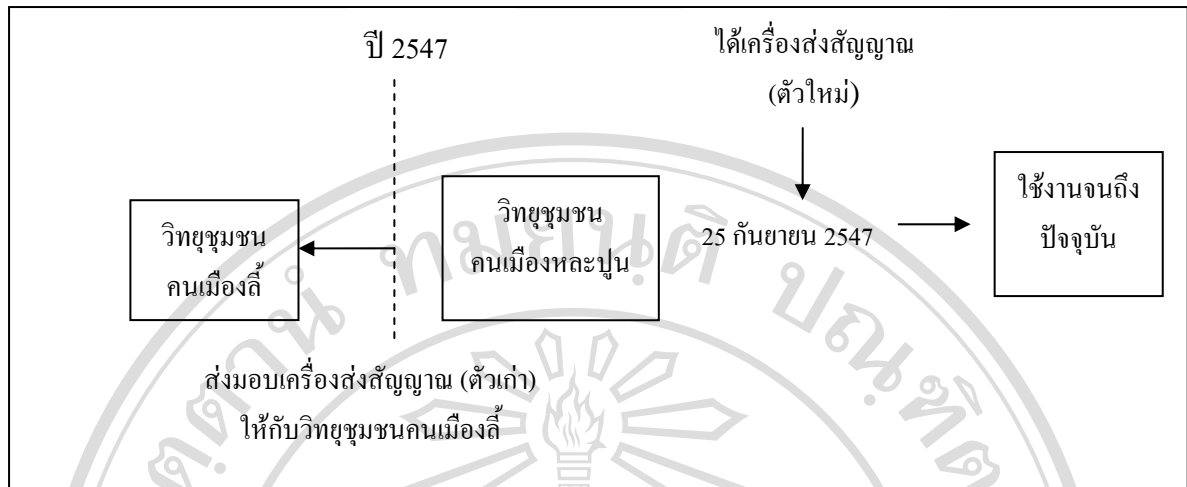 ปี 2547
ได้เครื่องส่งสัญญาณ
(ตัวใหม่)
วิทยุชุมชน
คนเมืองลี้
วิทยุชุมชน
คนเมืองหละปูน
25 กันยายน 2547
ใช้งานจนถึง
ปัจจุบัน
ส่งมอบเครื่องส่งสัญญาณ (ตัวเก่า)
ให้กับวิทยุชุมชนคนเมืองลี้